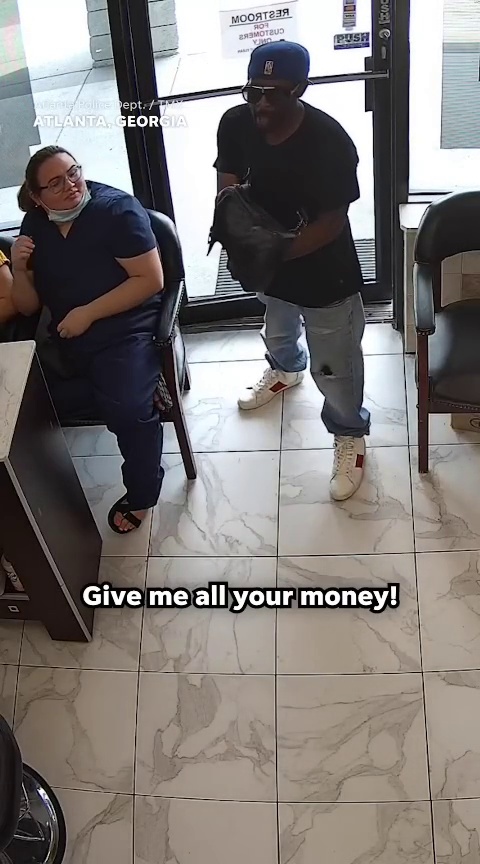 RESTROOM
FOR
CUSTOMERS
ONLY
PUSH
Atlanta Police Dept. / TMX
ATLANTA, GEORGIA
Give me all your money!